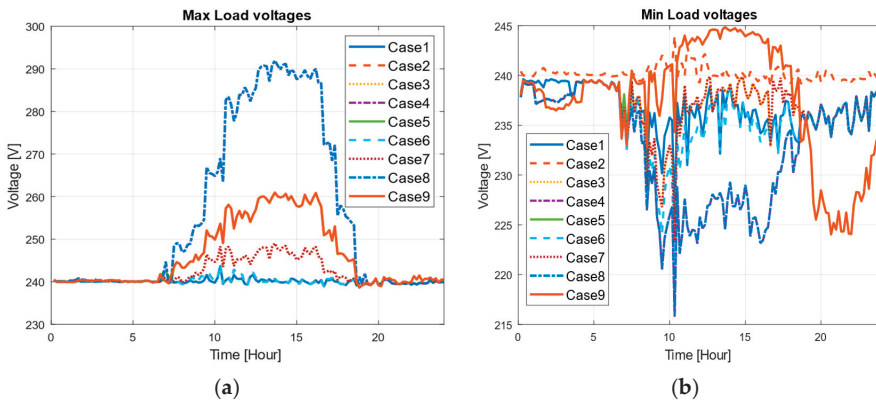 Max Load voltages
300
290
280
270
260
250
240
230
Voltage [V]
0
5
10
15
20
Time [Hour]
Case1
Case2
Case3
Case4
Case5
Case6
Case7
Case8
Case9
(a)
Min Load voltages
245
240
235
230
225
220
215
Voltage [V]
0
5
10
15
20
Time [Hour]
Case1
Case2
Case3
Case4
Case5
Case6
Case7
Case8
Case9
(b)